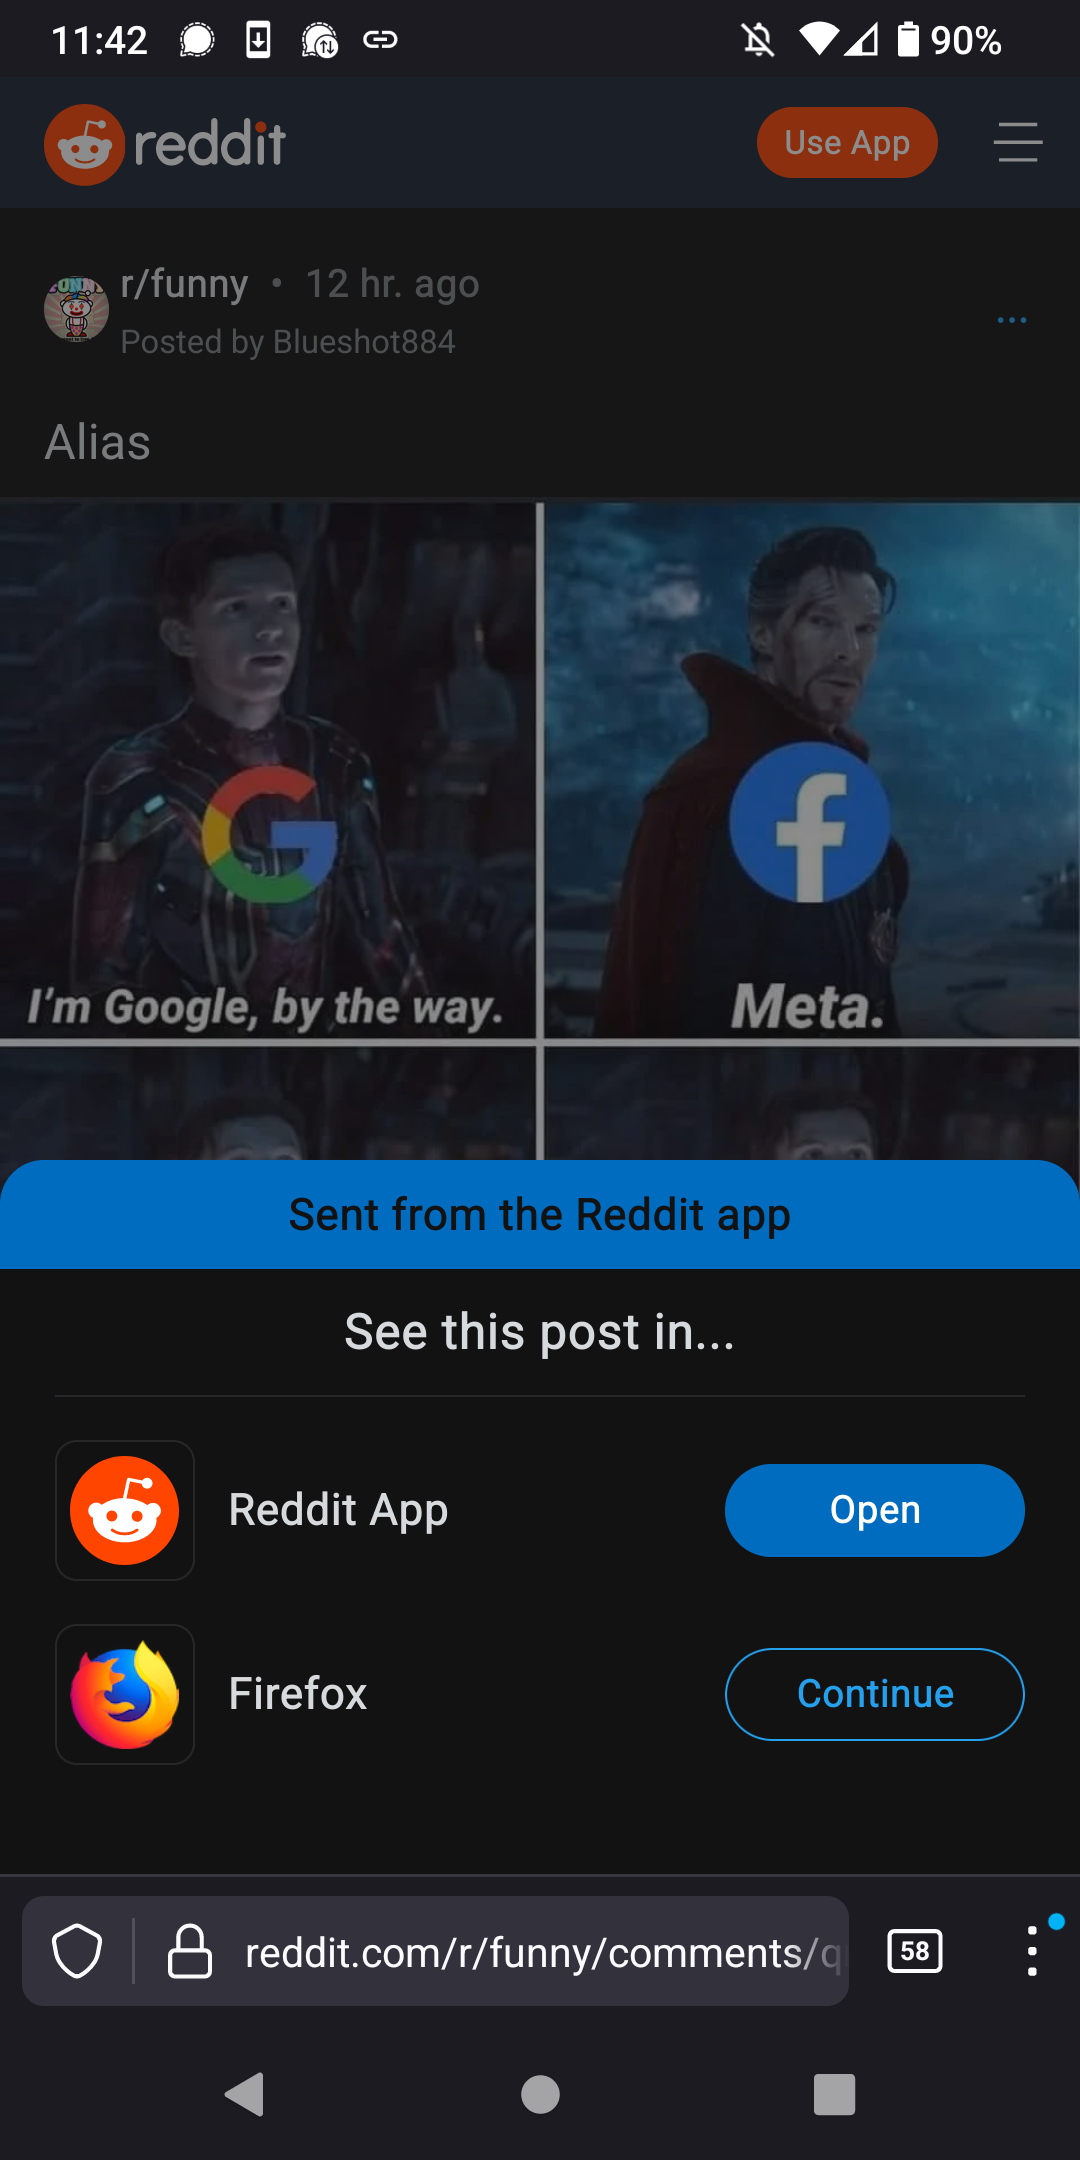 11:42
90%
reddit
Use App
r/funny • 12 hr. ago
Posted by Blueshot884
Alias
I'm Google, by the way.
Meta.
Sent from the Reddit app
See this post in...
Reddit App
Open
Firefox
Continue
reddit.com/r/funny/comments/q
58